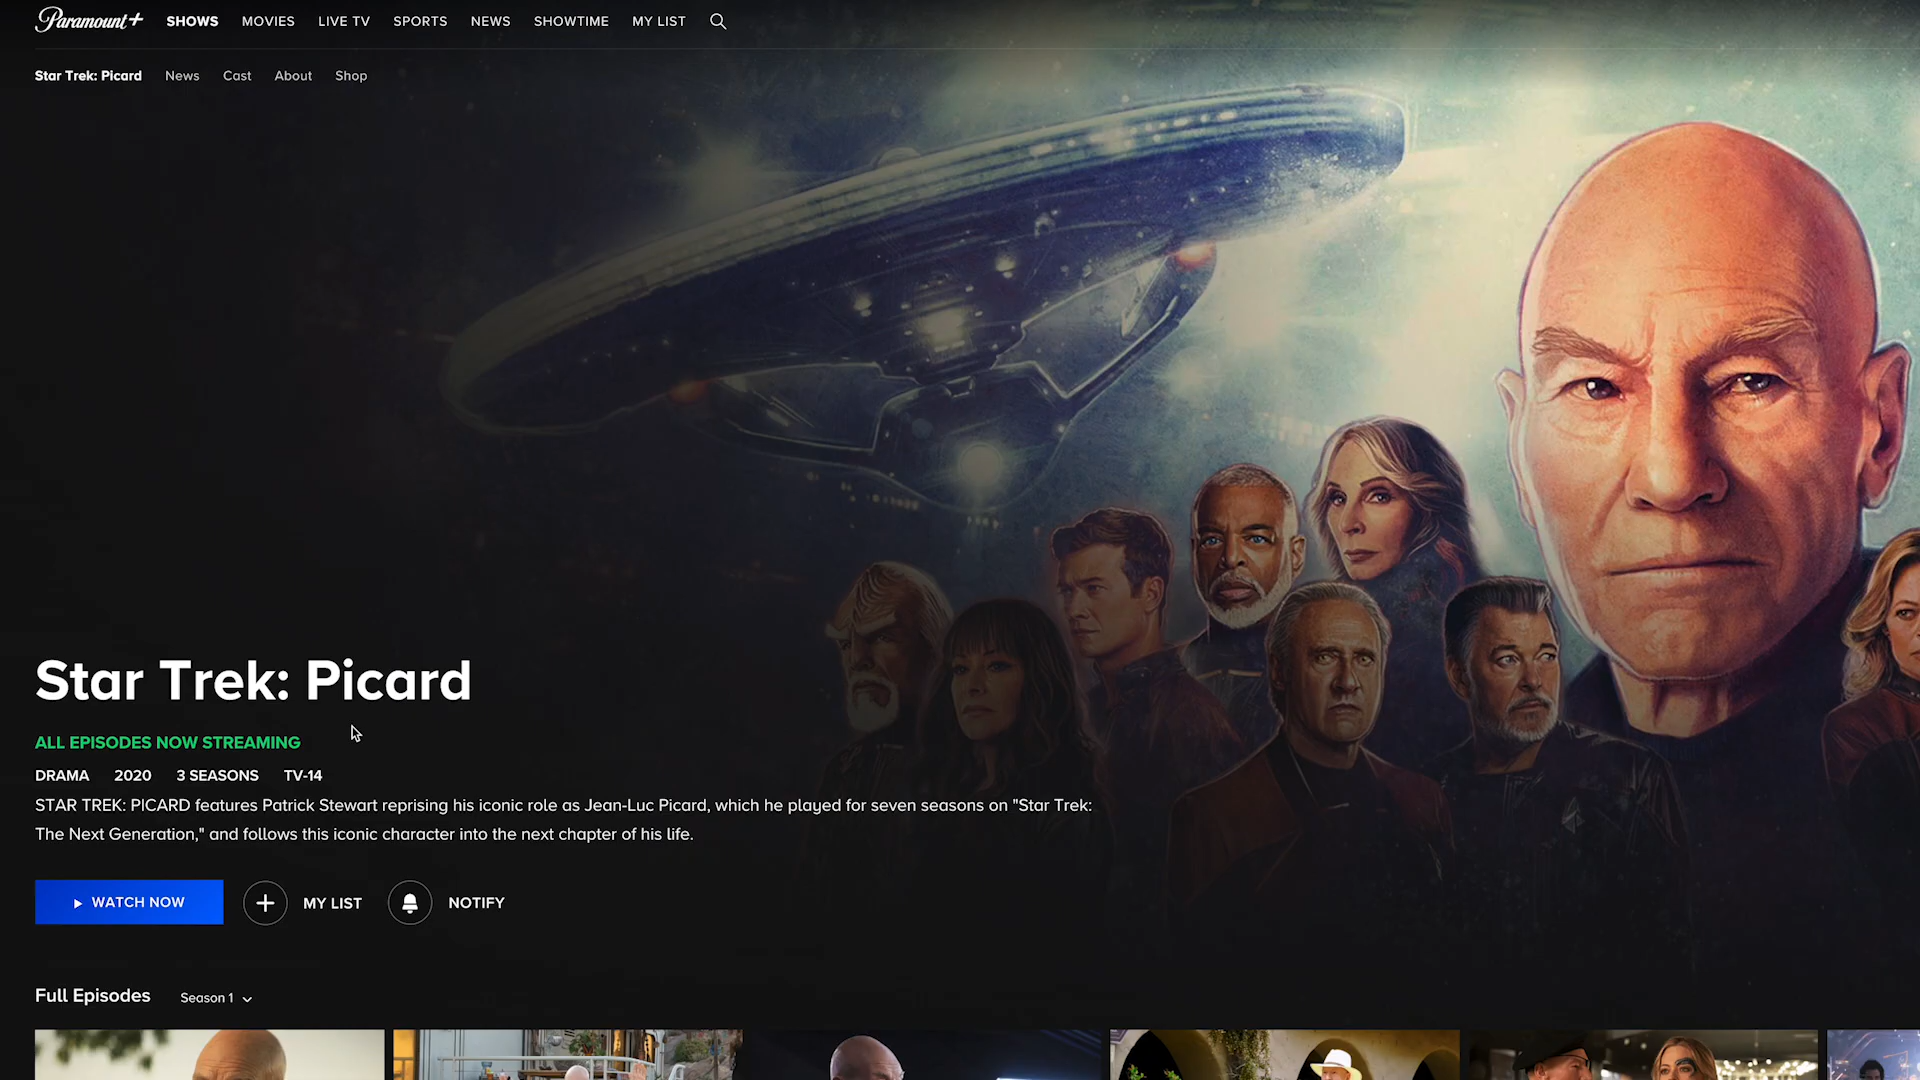 Paramount+ SHOWS MOVIES LIVE TV SPORTS NEWS SHOWTIME MY LIST
Star Trek: Picard News Cast About Shop
Star Trek: Picard
ALL EPISODES NOW STREAMING
DRAMA 2020 3 SEASONS TV-14
STAR TREK: PICARD features Patrick Stewart reprising his iconic role as Jean-Luc Picard, which he played for seven seasons on "Star Trek:
The Next Generation," and follows this iconic character into the next chapter of his life.
WATCH NOW MY LIST NOTIFY
Full Episodes Season 1